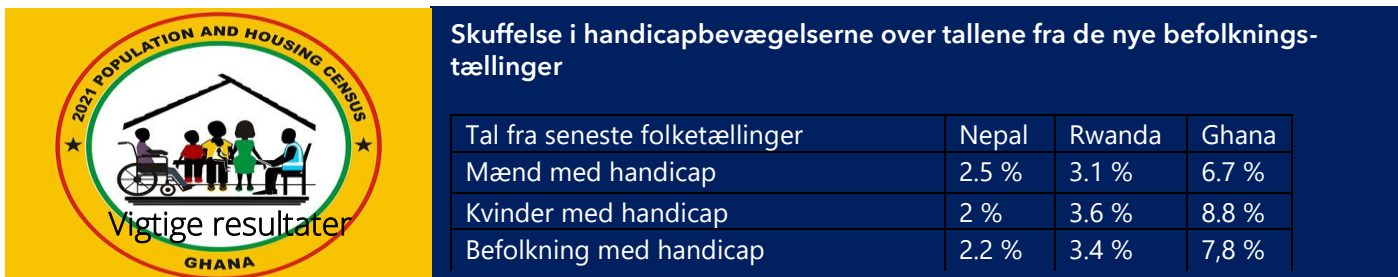 2021 POPULATION AND HOUSING CENSUS
Vigtige resultater
GHANA
Skuffelse i handicapbevægelserne over tallene fra de nye befolknings-
tællinger
Tal fra seneste folketællinger Nepal Rwanda Ghana
Mænd med handicap 2.5 % 3.1 % 6.7 %
Kvinder med handicap 2 % 3.6 % 8.8 %
Befolkning med handicap 2.2 % 3.4 % 7,8 %